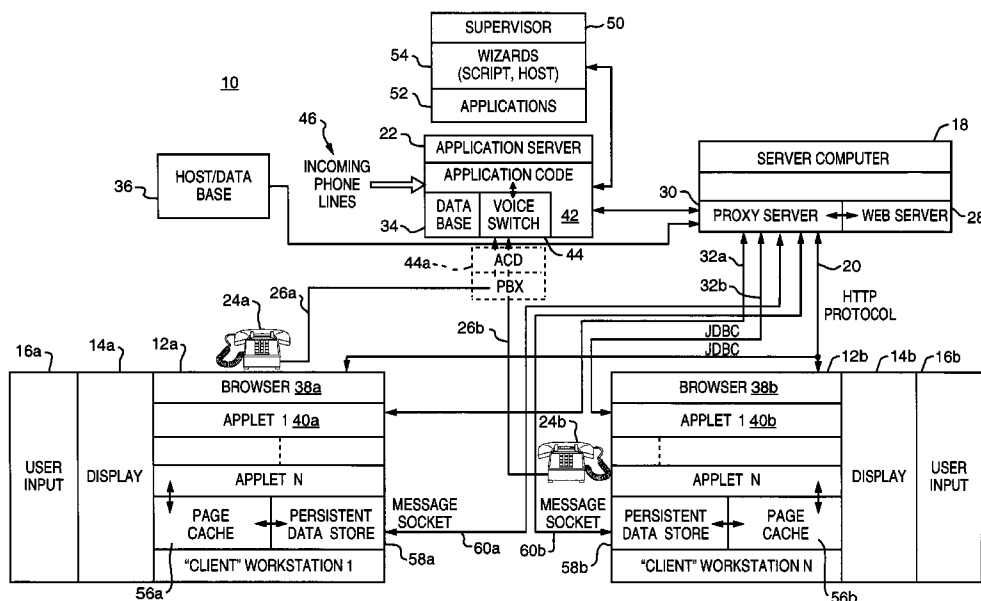 SUPERVISOR
50
54
WIZARDS
(SCRIPT, HOST)
10
52
APPLICATIONS
46
22
APPLICATION SERVER
18
INCOMING
PHONE
LINES
APPLICATION CODE
SERVER COMPUTER
36
HOST/DATA
BASE
34
DATA
BASE
VOICE
SWITCH
42
30
PROXY SERVER
WEB SERVER
28
44a
ACD
44
32a
20
PBX
32b
HTTP
PROTOCOL
26a
24a
26b
JDBC
JDBC
16a
14a
12a
12b
14b
16b
BROWSER 38a
BROWSER 38b
APPLET 1 40a
APPLET 1 40b
24b
USER
INPUT
DISPLAY
APPLET N
APPLET N
DISPLAY
USER
INPUT
PAGE
CACHE
PERSISTENT
DATA STORE
MESSAGE
SOCKET
MESSAGE
SOCKET
PERSISTENT
DATA STORE
PAGE
CACHE
60a
60b
"CLIENT" WORKSTATION 1
58a
58b
"CLIENT" WORKSTATION N
56a
56b